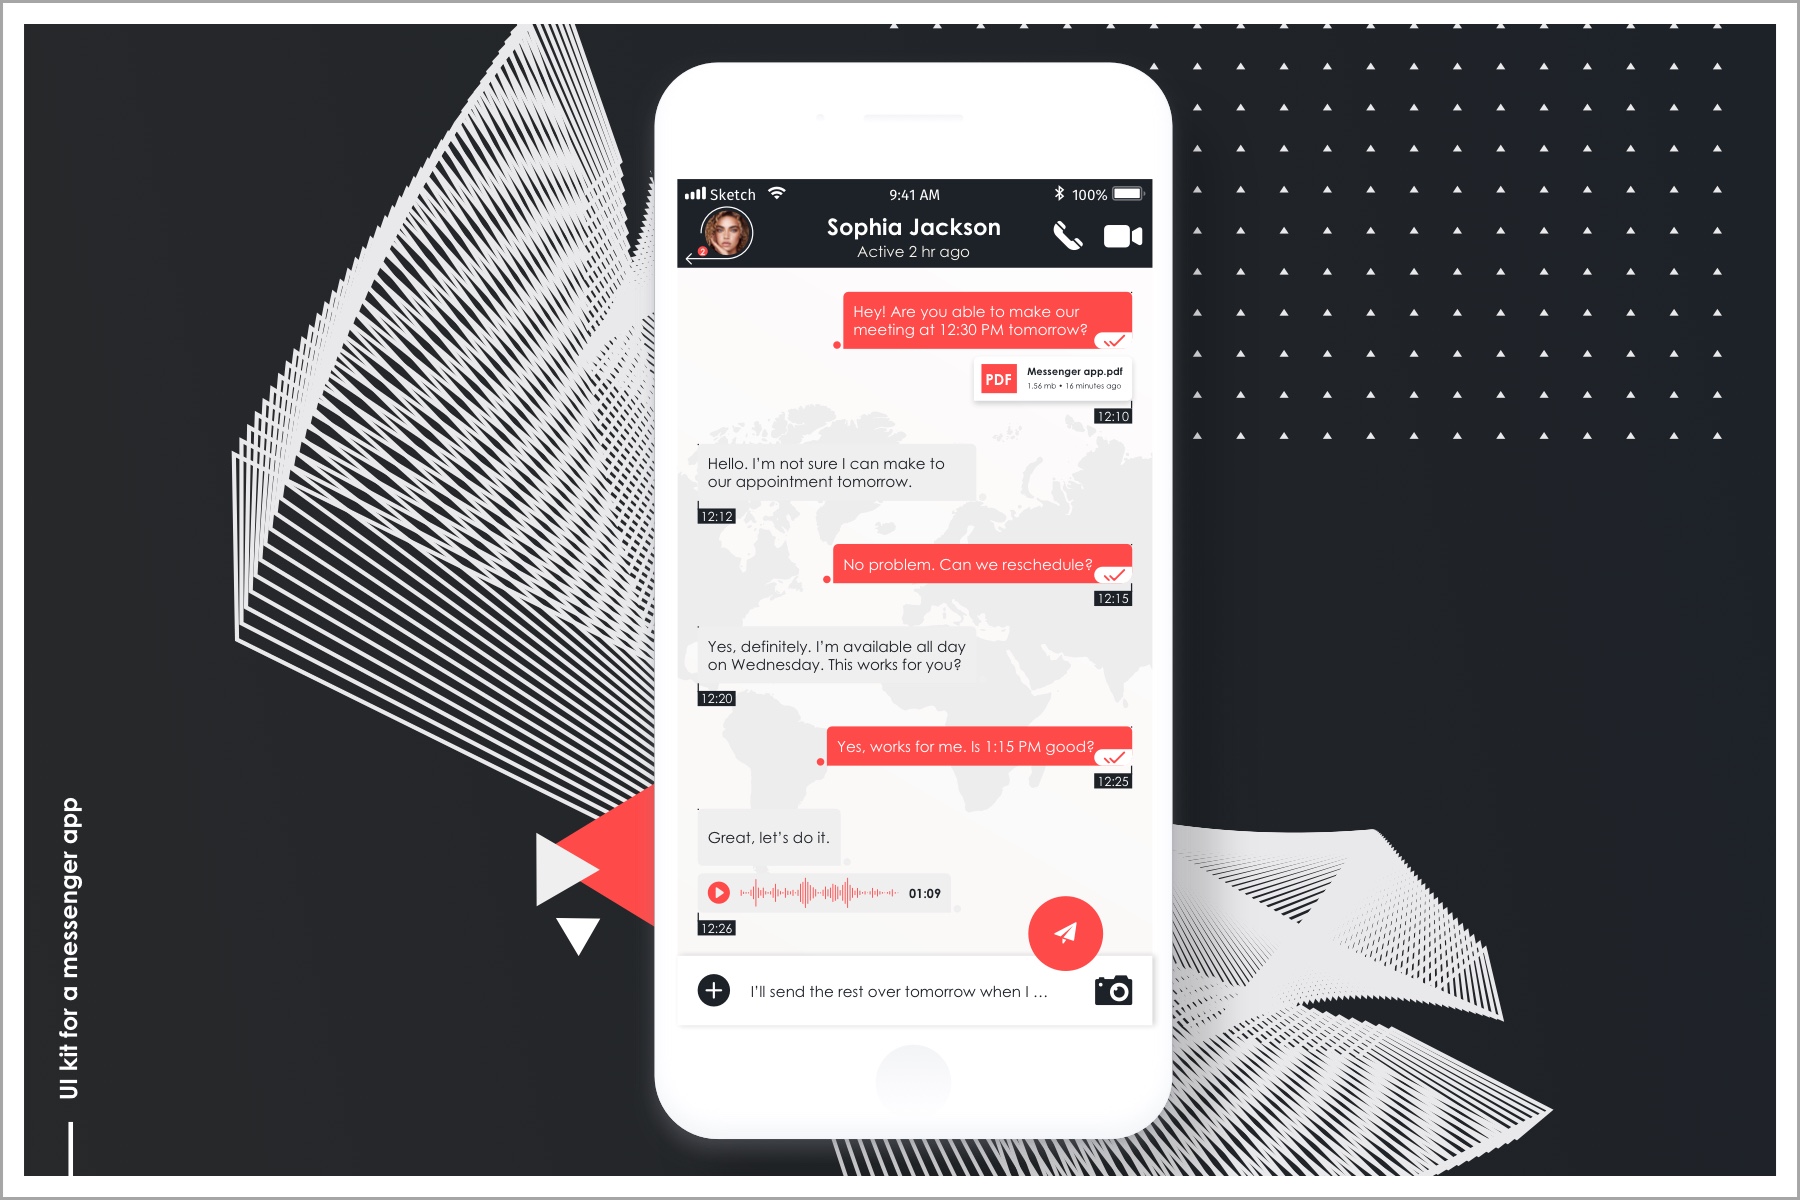 Sketch 9:41 AM 100%
Sophia Jackson
Active 2 hr ago
2
Hey! Are you able to make our
meeting at 12:30 PM tomorrow?
PDF
Messenger app.pdf
1.56 mb • 16 minutes ago
12:10
Hello. I'm not sure I can make to
our appointment tomorrow.
12:12
No problem. Can we reschedule?
12:15
Yes, definitely. I'm available all day
on Wednesday. This works for you?
12:20
Yes, works for me. Is 1:15 PM good?
12:25
Great, let's do it.
01:09
12:26
I'll send the rest over tomorrow when I ...
UI kit for a messenger app